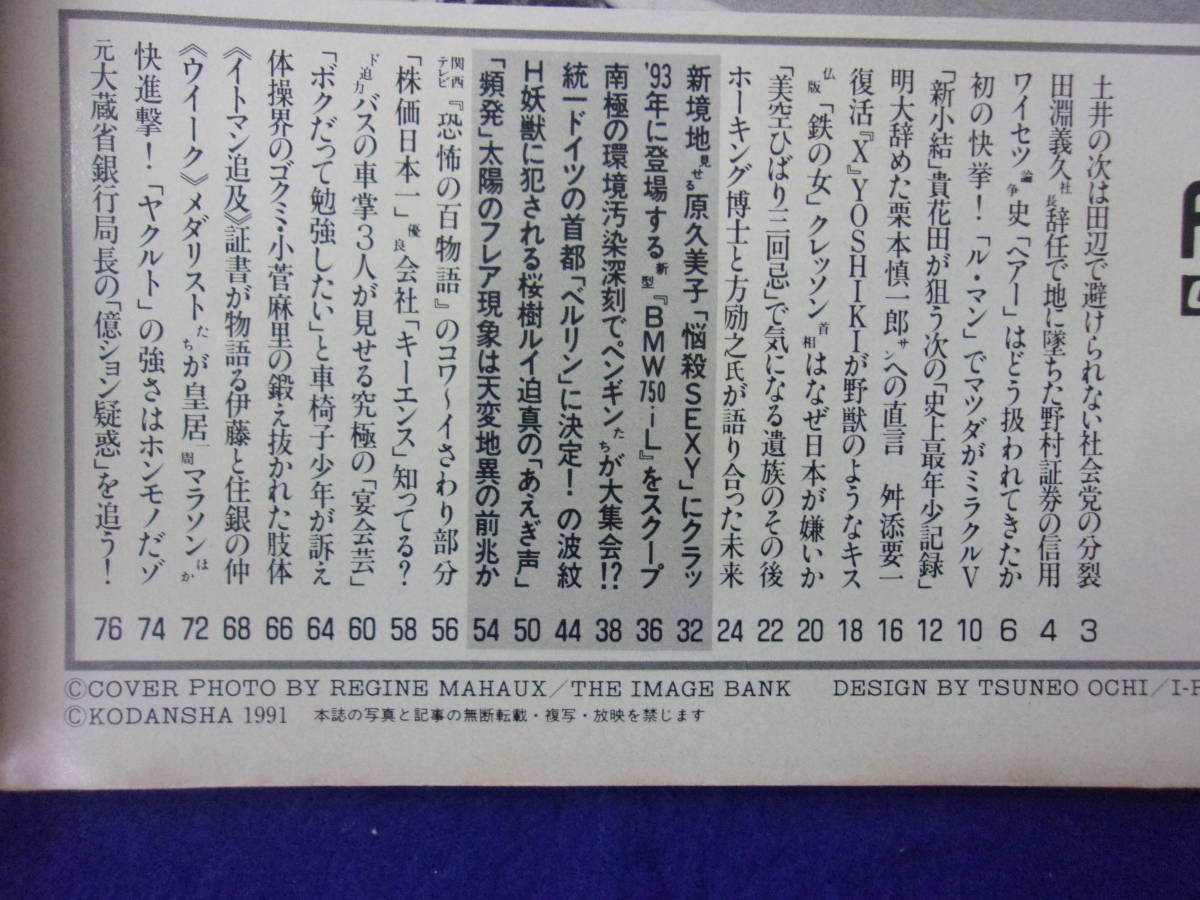 土井の次は田辺で避けられない社会党の分裂 3
田淵義久社長辞任で地に墜ちた野村証券の信用 4
ワイセツ論争史「ヘアー」はどう扱われてきたか 6
初の快挙！「ル・マン」でマツダがミラクルV 10
「新小結」貴花田が狙う次の「史上最年少記録」 12
明大辞めた栗本慎一郎サンへの直言　舛添要一 16
復活『X』YOSHIKIが野獣のようなキス 18
仏版「鉄の女」クレッソン首相はなぜ日本が嫌いか 20
「美空ひばり三回忌」で気になる遺族のその後 22
ホーキング博士と方励之氏が語り合った未来 24
新境地見せる原久美子「悩殺SEXY」にクラッ 32
'93年に登場する新型『BMW750iL』をスクープ 36
南極の環境汚染深刻でペンギンたちが大集会!? 38
統一ドイツの首都「ベルリン」に決定！の波紋 44
H妖獣に犯される桜樹ルイ迫真の「あえぎ声」 50
「頻発」太陽のフレア現象は天変地異の前兆か 54
関西テレビ『恐怖の百物語』のコワ〜イさわり部分 56
「株価日本一」優良会社「キーエンス」知ってる？ 58
ド迫力バスの車掌3人が見せる究極の「宴会芸」 60
「ボクだって勉強したい」と車椅子少年が訴え 64
体操界のゴクミ・小菅麻里の鍛え抜かれた肢体 66
《イトマン追及》証書が物語る伊藤と住銀の仲 68
《ウイーク》メダリストたちが皇居一周マラソンほか 72
快進撃！「ヤクルト」の強さはホンモノだゾ 74
元大蔵省銀行局長の「億ション疑惑」を追う！ 76
©COVER PHOTO BY REGINE MAHAUX/THE IMAGE BANK DESIGN BY TSUNEO OCHI/I-
©KODANSHA 1991 本誌の写真と記事の無断転載・複写・放映を禁じます